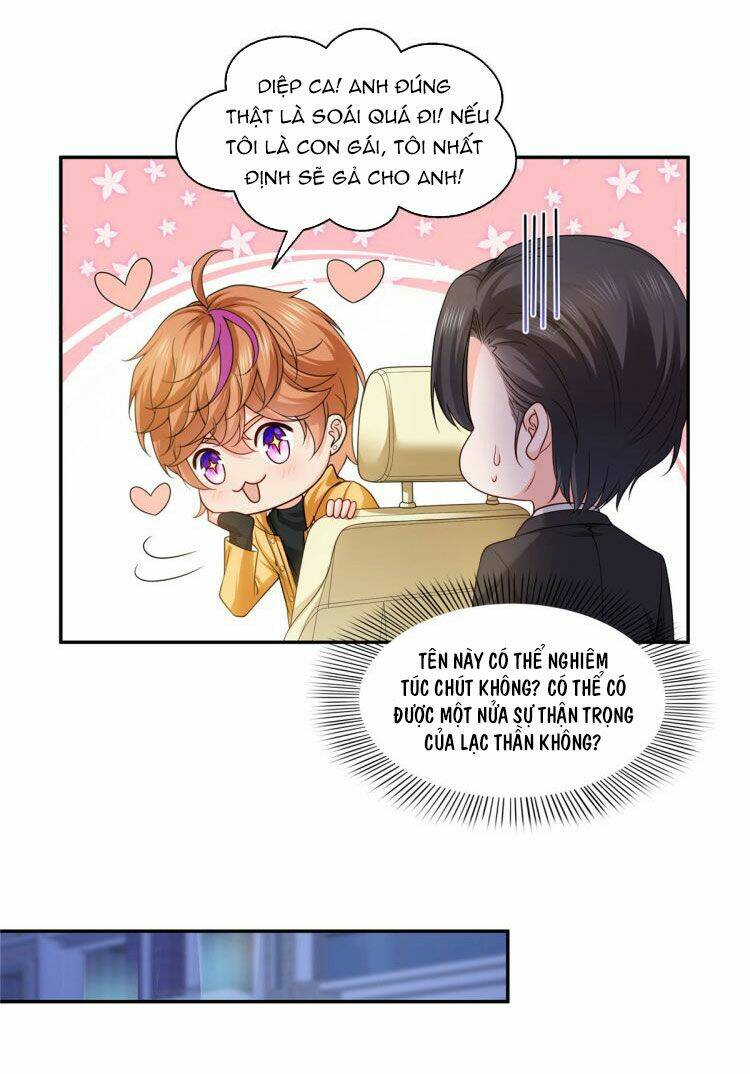 DIỆP CA! ANH ĐÚNG
THẬT LÀ SOÁI QUÁ ĐI! NẾU
TÔI LÀ CON GÁI, TÔI NHẤT
ĐỊNH SẼ GẢ CHO ANH!
TÊN NÀY CÓ THỂ NGHIÊM
TÚC CHÚT KHÔNG? CÓ THỂ CÓ
ĐƯỢC MỘT NỬA SỰ THẬN TRỌNG
CỦA LẠC THẦN KHÔNG?